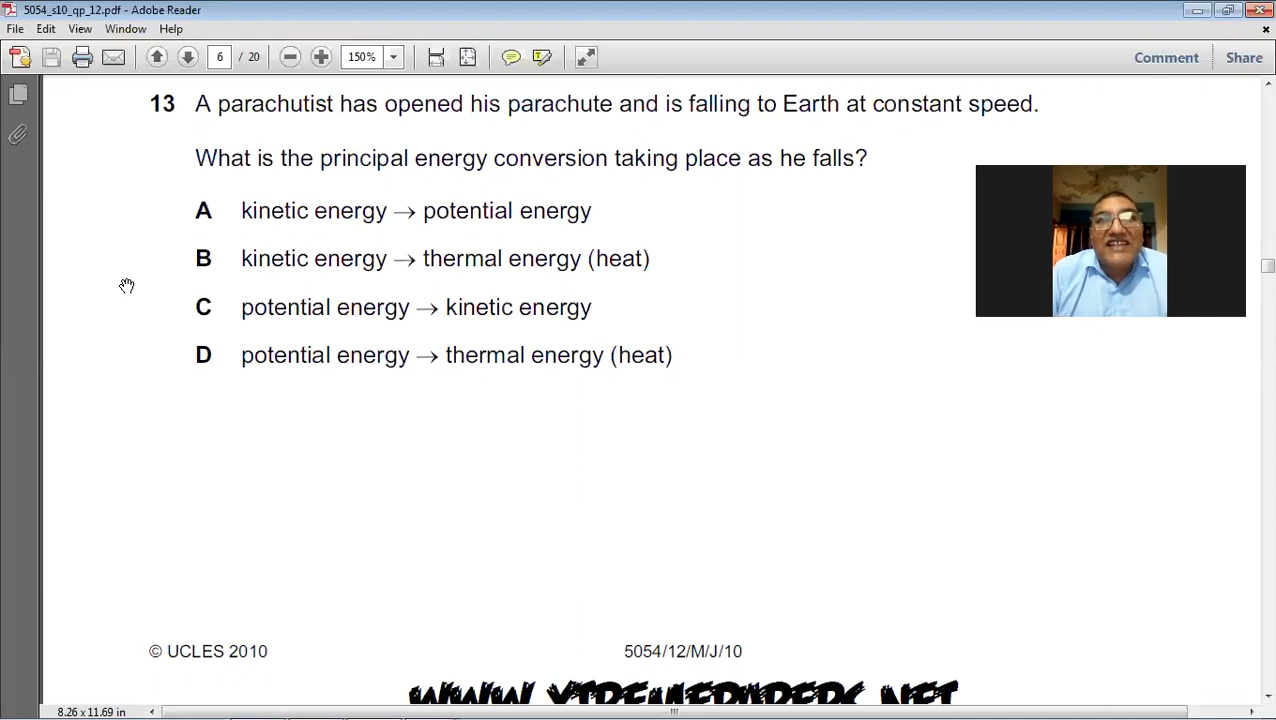 5054_s10_qp_12.pdf - Adobe Reader
File Edit View Window Help
6 / 20 150% Comment Share
13 A parachutist has opened his parachute and is falling to Earth at constant speed.
What is the principal energy conversion taking place as he falls?
A kinetic energy → potential energy
B kinetic energy → thermal energy (heat)
C potential energy → kinetic energy
D potential energy → thermal energy (heat)
© UCLES 2010 5054/12/M/J/10
www.xtremepapers.net
8.26 x 11.69 in